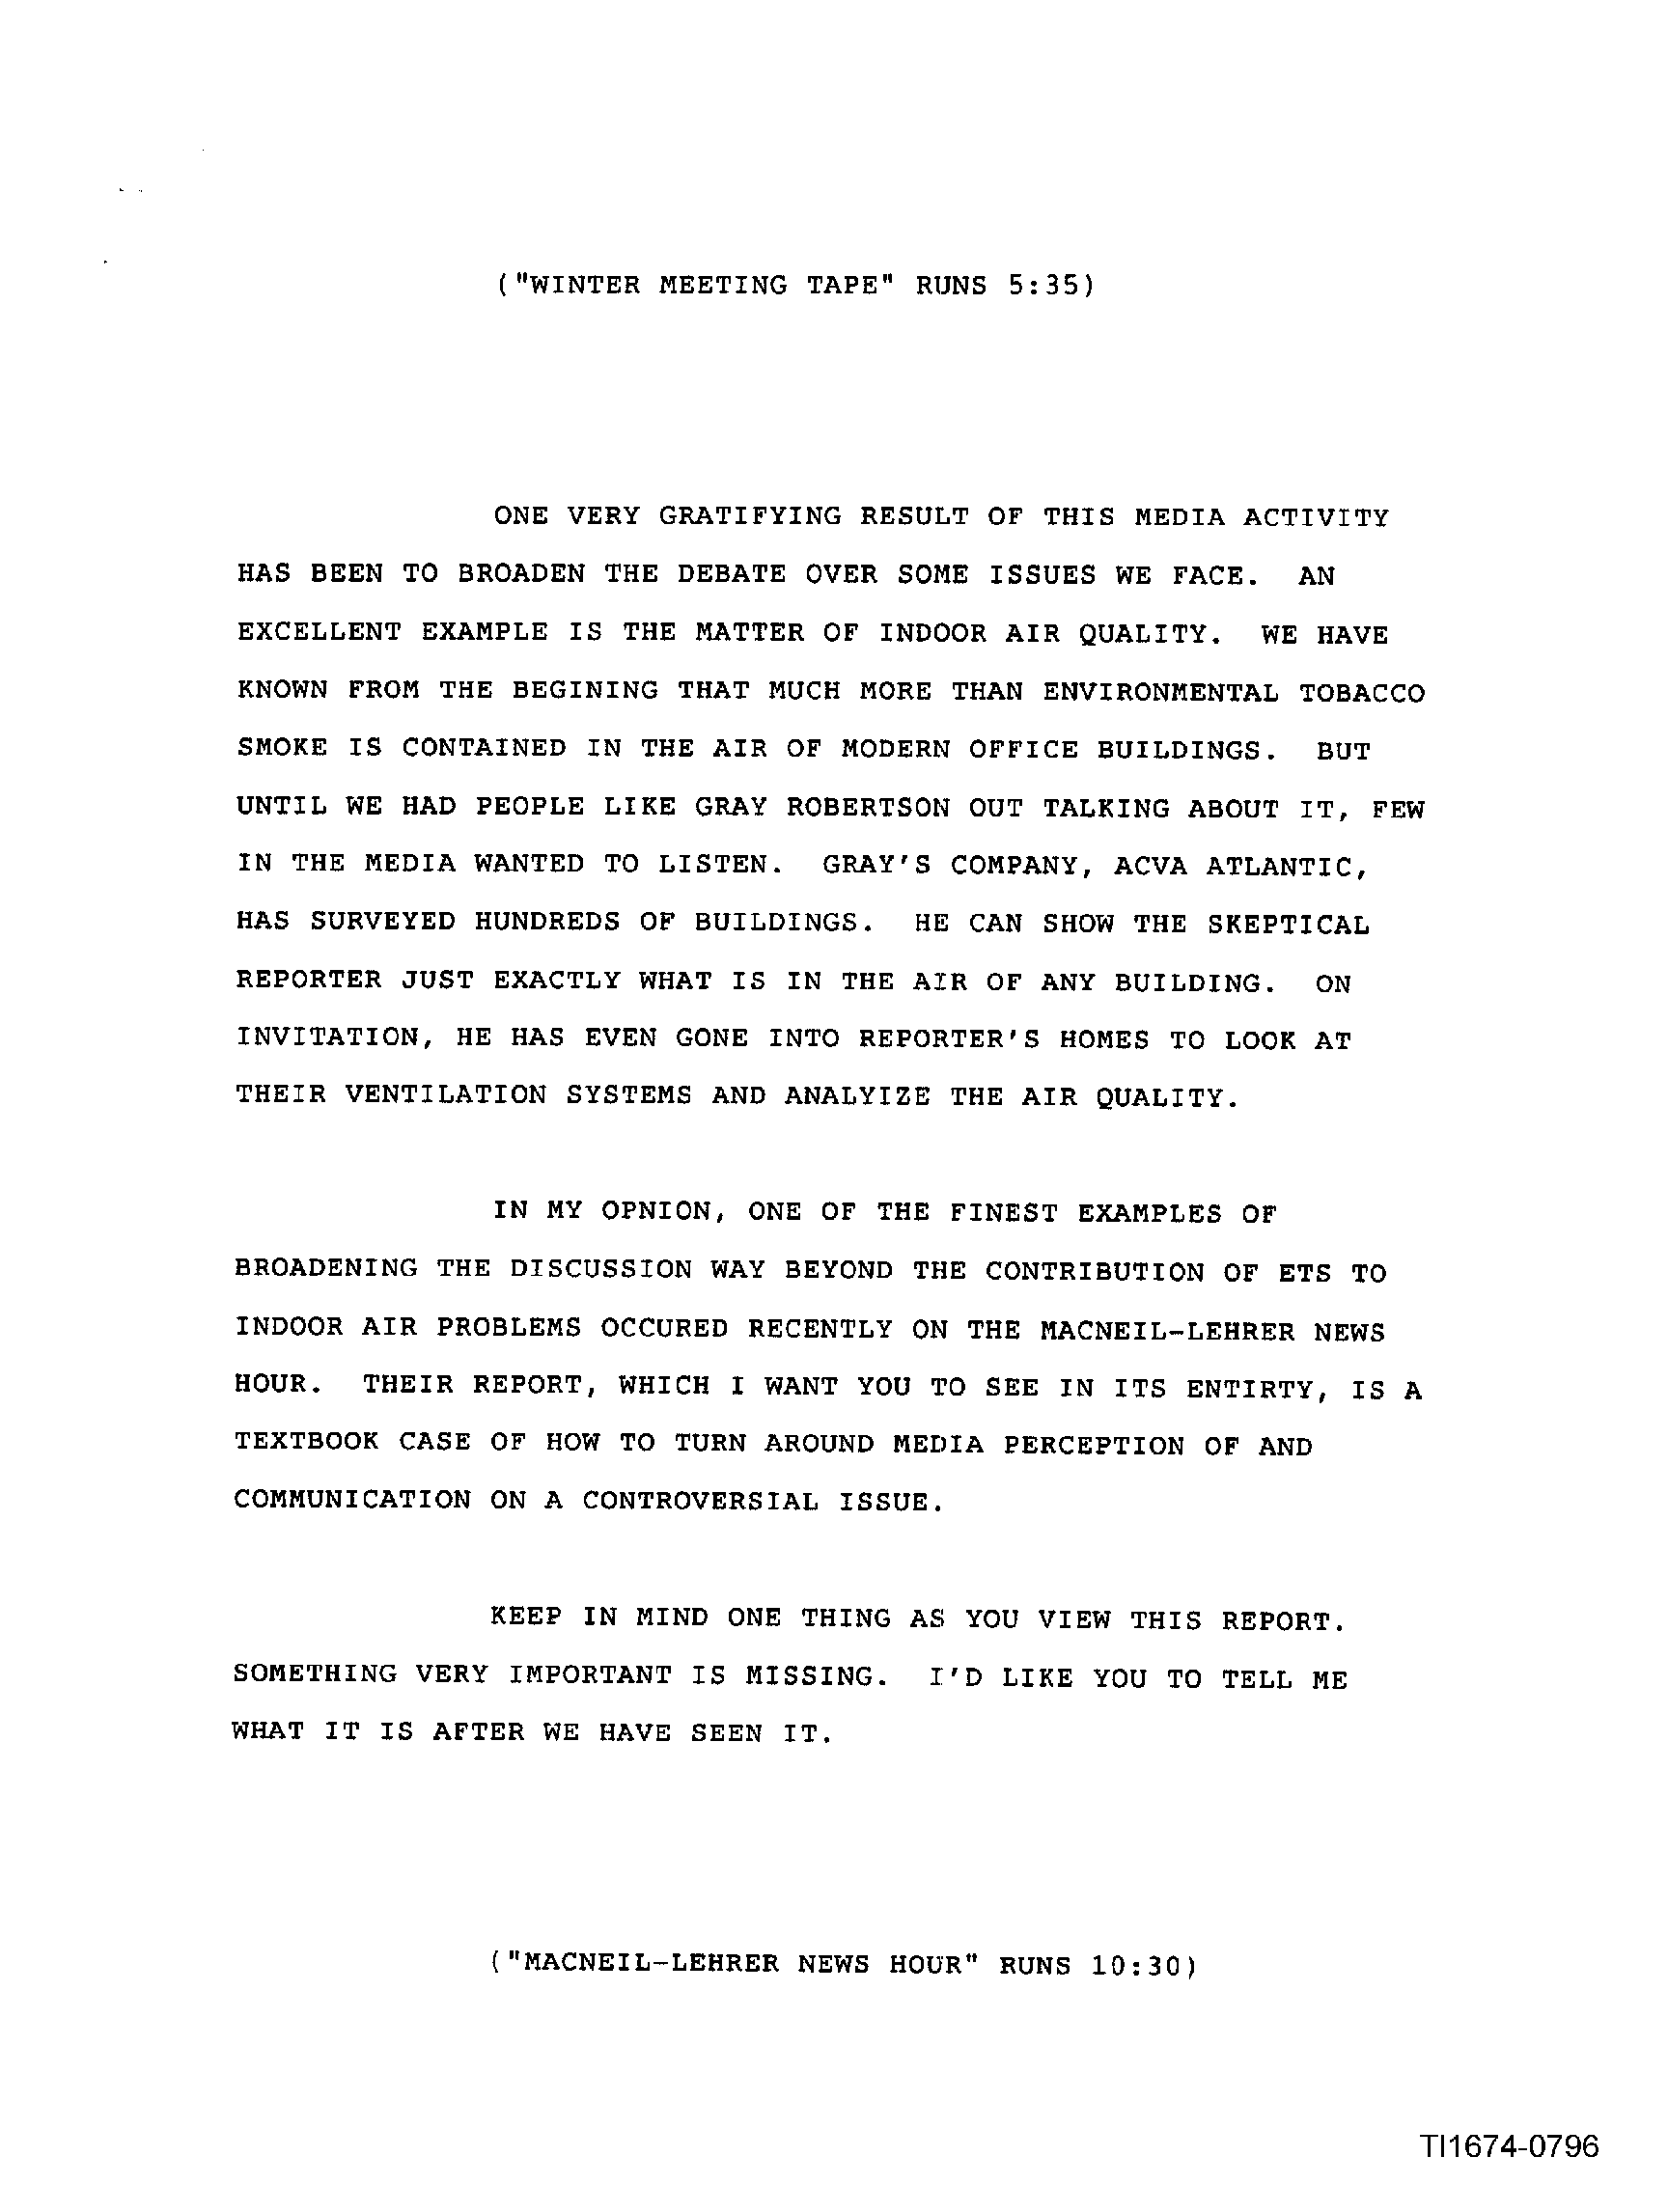 ("WINTER MEETING TAPE" RUNS 5:35)
ONE VERY GRATIFYING RESULT OF THIS MEDIA ACTIVITY
HAS BEEN TO BROADEN THE DEBATE OVER SOME ISSUES WE FACE. AN
EXCELLENT EXAMPLE IS THE MATTER OF INDOOR AIR QUALITY. WE HAVE
KNOWN FROM THE BEGINING THAT MUCH MORE THAN ENVIRONMENTAL TOBACCO
SMOKE IS CONTAINED IN THE AIR OF MODERN OFFICE BUILDINGS. BUT
UNTIL WE HAD PEOPLE LIKE GRAY ROBERTSON OUT TALKING ABOUT IT, FEW
IN THE MEDIA WANTED TO LISTEN. GRAY'S COMPANY, ACVA ATLANTIC,
HAS SURVEYED HUNDREDS OF BUILDINGS. HE CAN SHOW THE SKEPTICAL
REPORTER JUST EXACTLY WHAT IS IN THE AIR OF ANY BUILDING. ON
INVITATION, HE HAS EVEN GONE INTO REPORTER'S HOMES TO LOOK AT
THEIR VENTILATION SYSTEMS AND ANALYIZE THE AIR QUALITY.
IN MY OPNION, ONE OF THE FINEST EXAMPLES OF
BROADENING THE DISCUSSION WAY BEYOND THE CONTRIBUTION OF ETS TO
INDOOR AIR PROBLEMS OCCURED RECENTLY ON THE MACNEIL-LEHRER NEWS
HOUR. THEIR REPORT, WHICH I WANT YOU TO SEE IN ITS ENTIRTY, IS A
TEXTBOOK CASE OF HOW TO TURN AROUND MEDIA PERCEPTION OF AND
COMMUNICATION ON A CONTROVERSIAL ISSUE.
KEEP IN MIND ONE THING AS YOU VIEW THIS REPORT.
SOMETHING VERY IMPORTANT IS MISSING. I'D LIKE YOU TO TELL ME
WHAT IT IS AFTER WE HAVE SEEN IT.
("MACNEIL-LEHRER NEWS HOUR" RUNS 10:30)
TI1674-0796